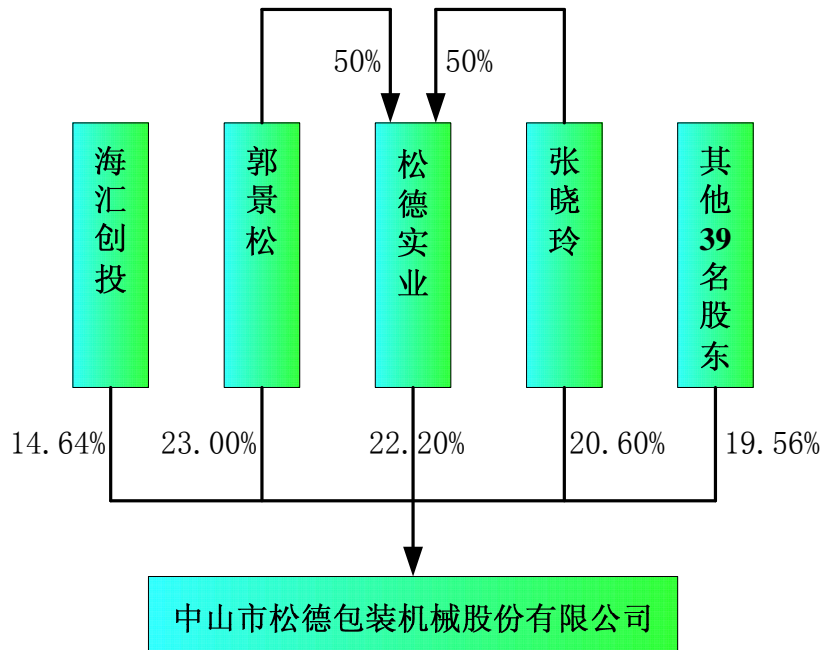 50%
50%
海汇创投
郭景松
松德实业
张晓玲
其他39名股东
14.64%
23.00%
22.20%
20.60%
19.56%
中山市松德包装机械股份有限公司